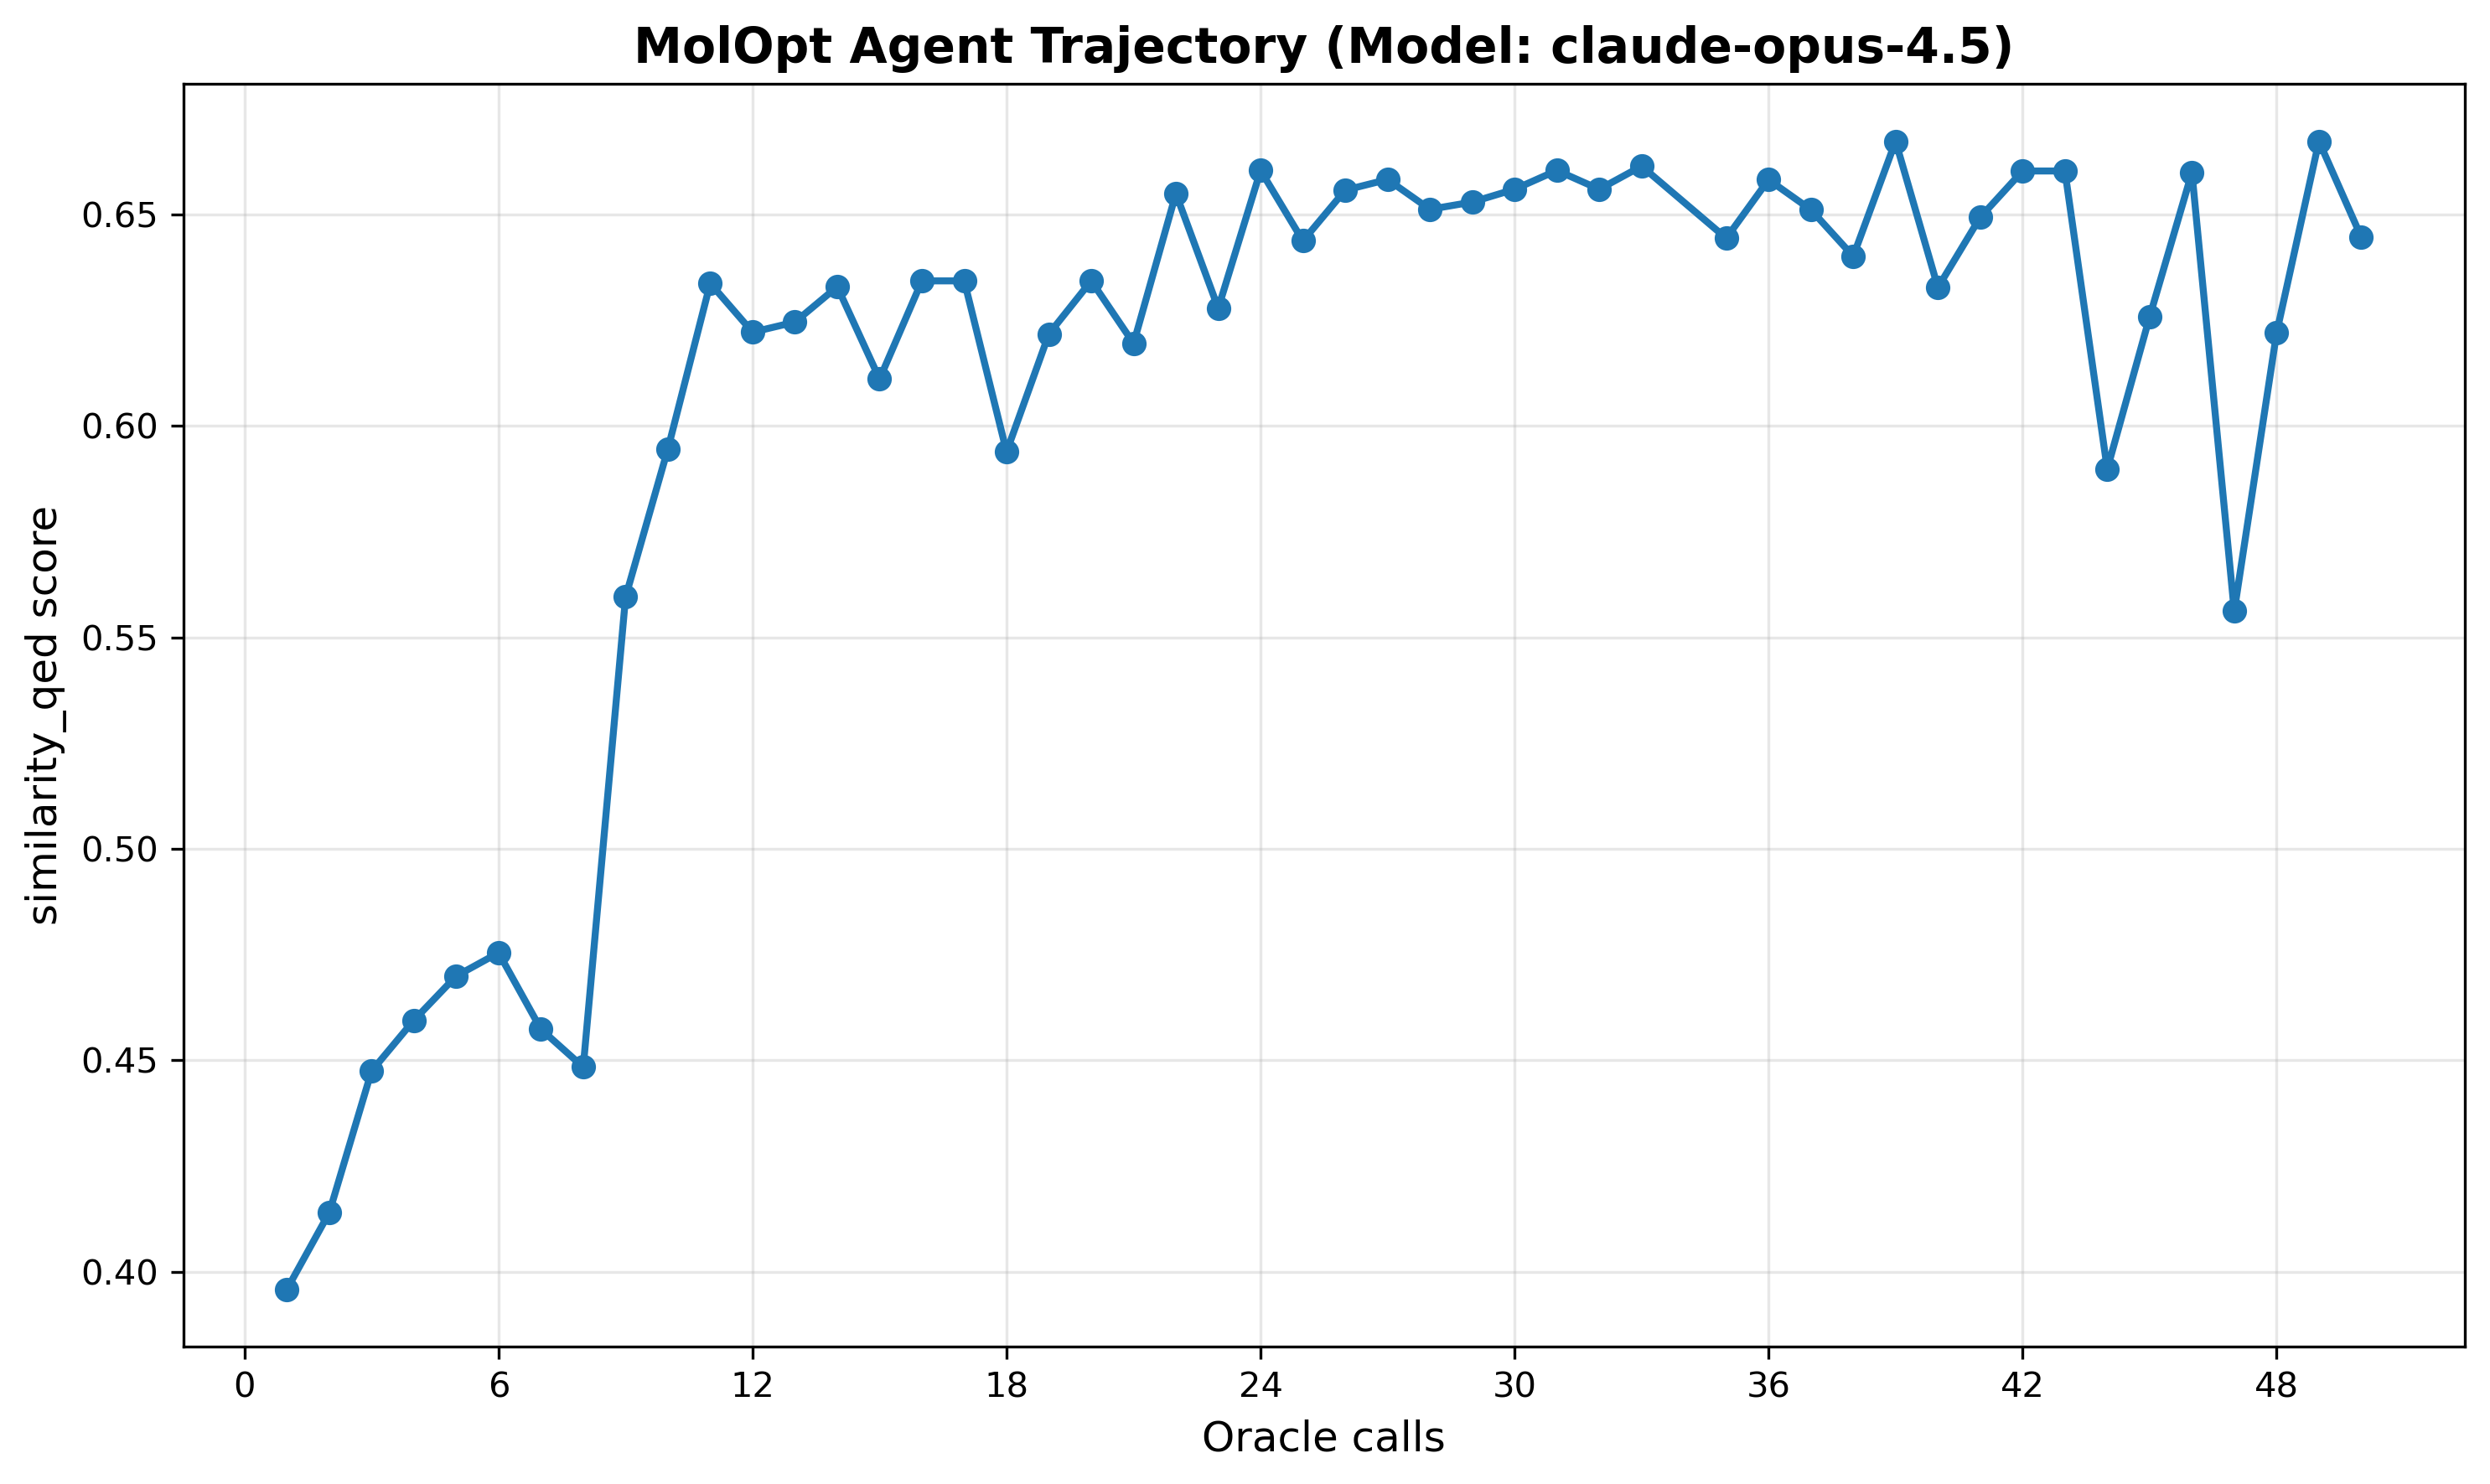 MolOpt Agent Trajectory (Model: claude-opus-4.5)
similarity_qed score
0.65
0.60
0.55
0.50
0.45
0.40
0 6 12 18 24 30 36 42 48
Oracle calls